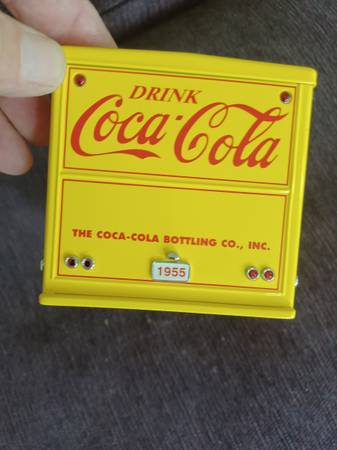 DRINK
Coca-Cola
THE COCA-COLA BOTTLING CO., INC.
1955